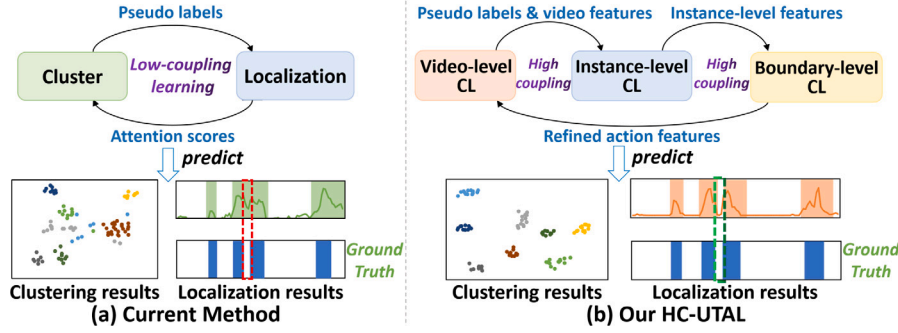 Pseudo labels
Cluster
Low-coupling
learning
Localization
Attention scores
predict
Ground
Truth
Clustering results
Localization results
(a) Current Method
Pseudo labels & video features
Instance-level features
Video-level
CL
High
coupling
Instance-level
CL
High
coupling
Boundary-level
CL
Refined action features
predict
Ground
Truth
Clustering results
Localization results
(b) Our HC-UTAL